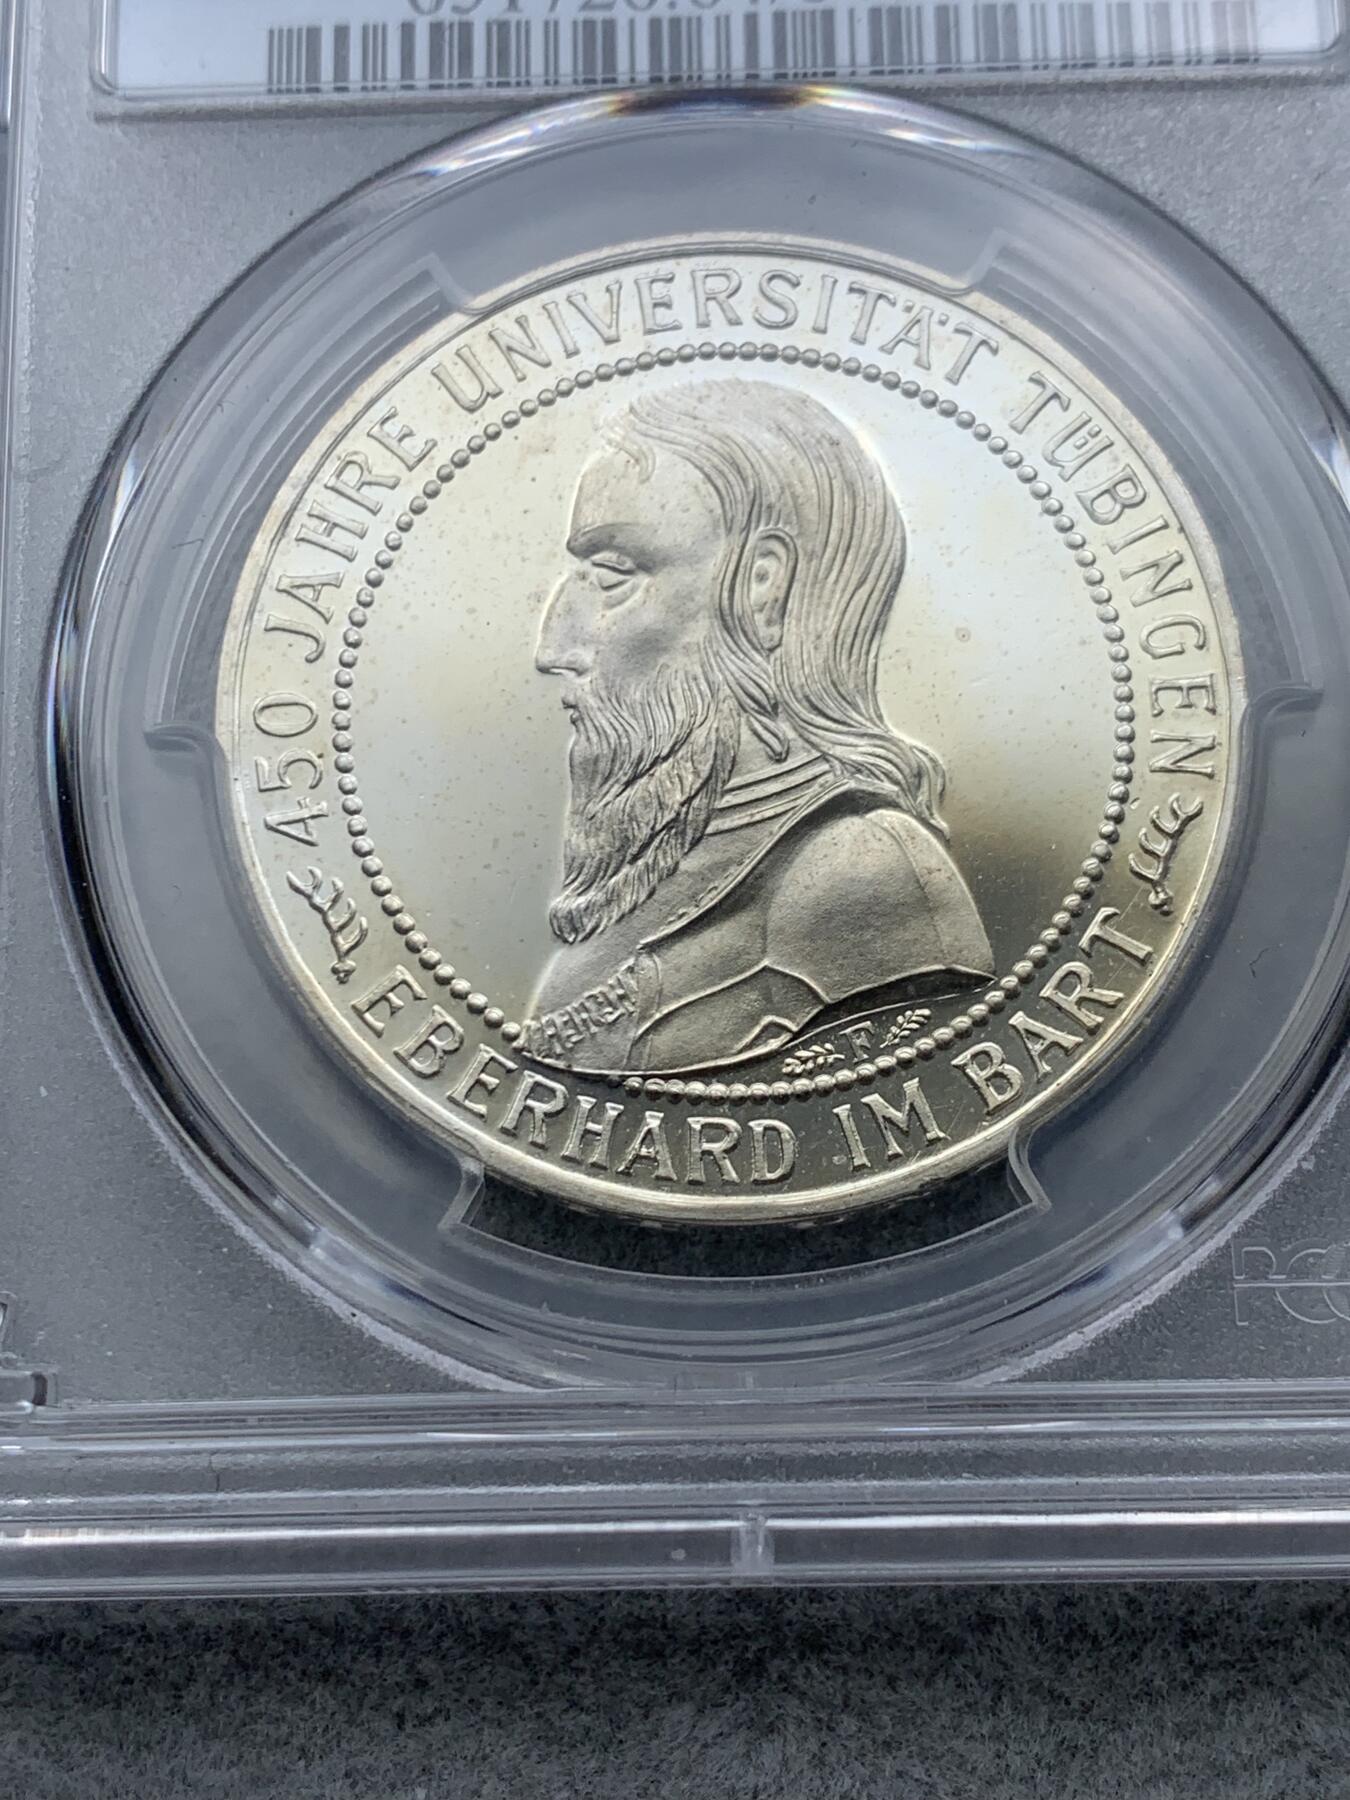 450 JAHRE UNIVERSITÄT TÜBINGEN
EBERHARD IM BART
F